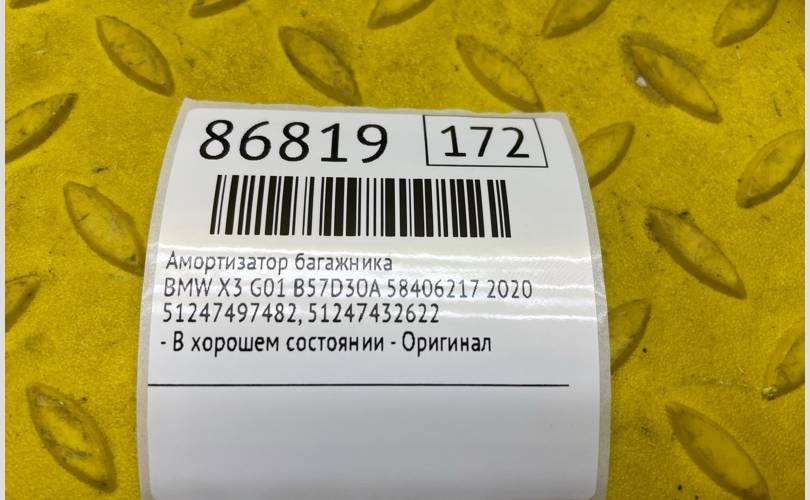 86819 172
Амортизатор багажника
BMW X3 G01 B57D30A 58406217 2020
51247497482, 51247432622
- В хорошем состоянии - Оригинал